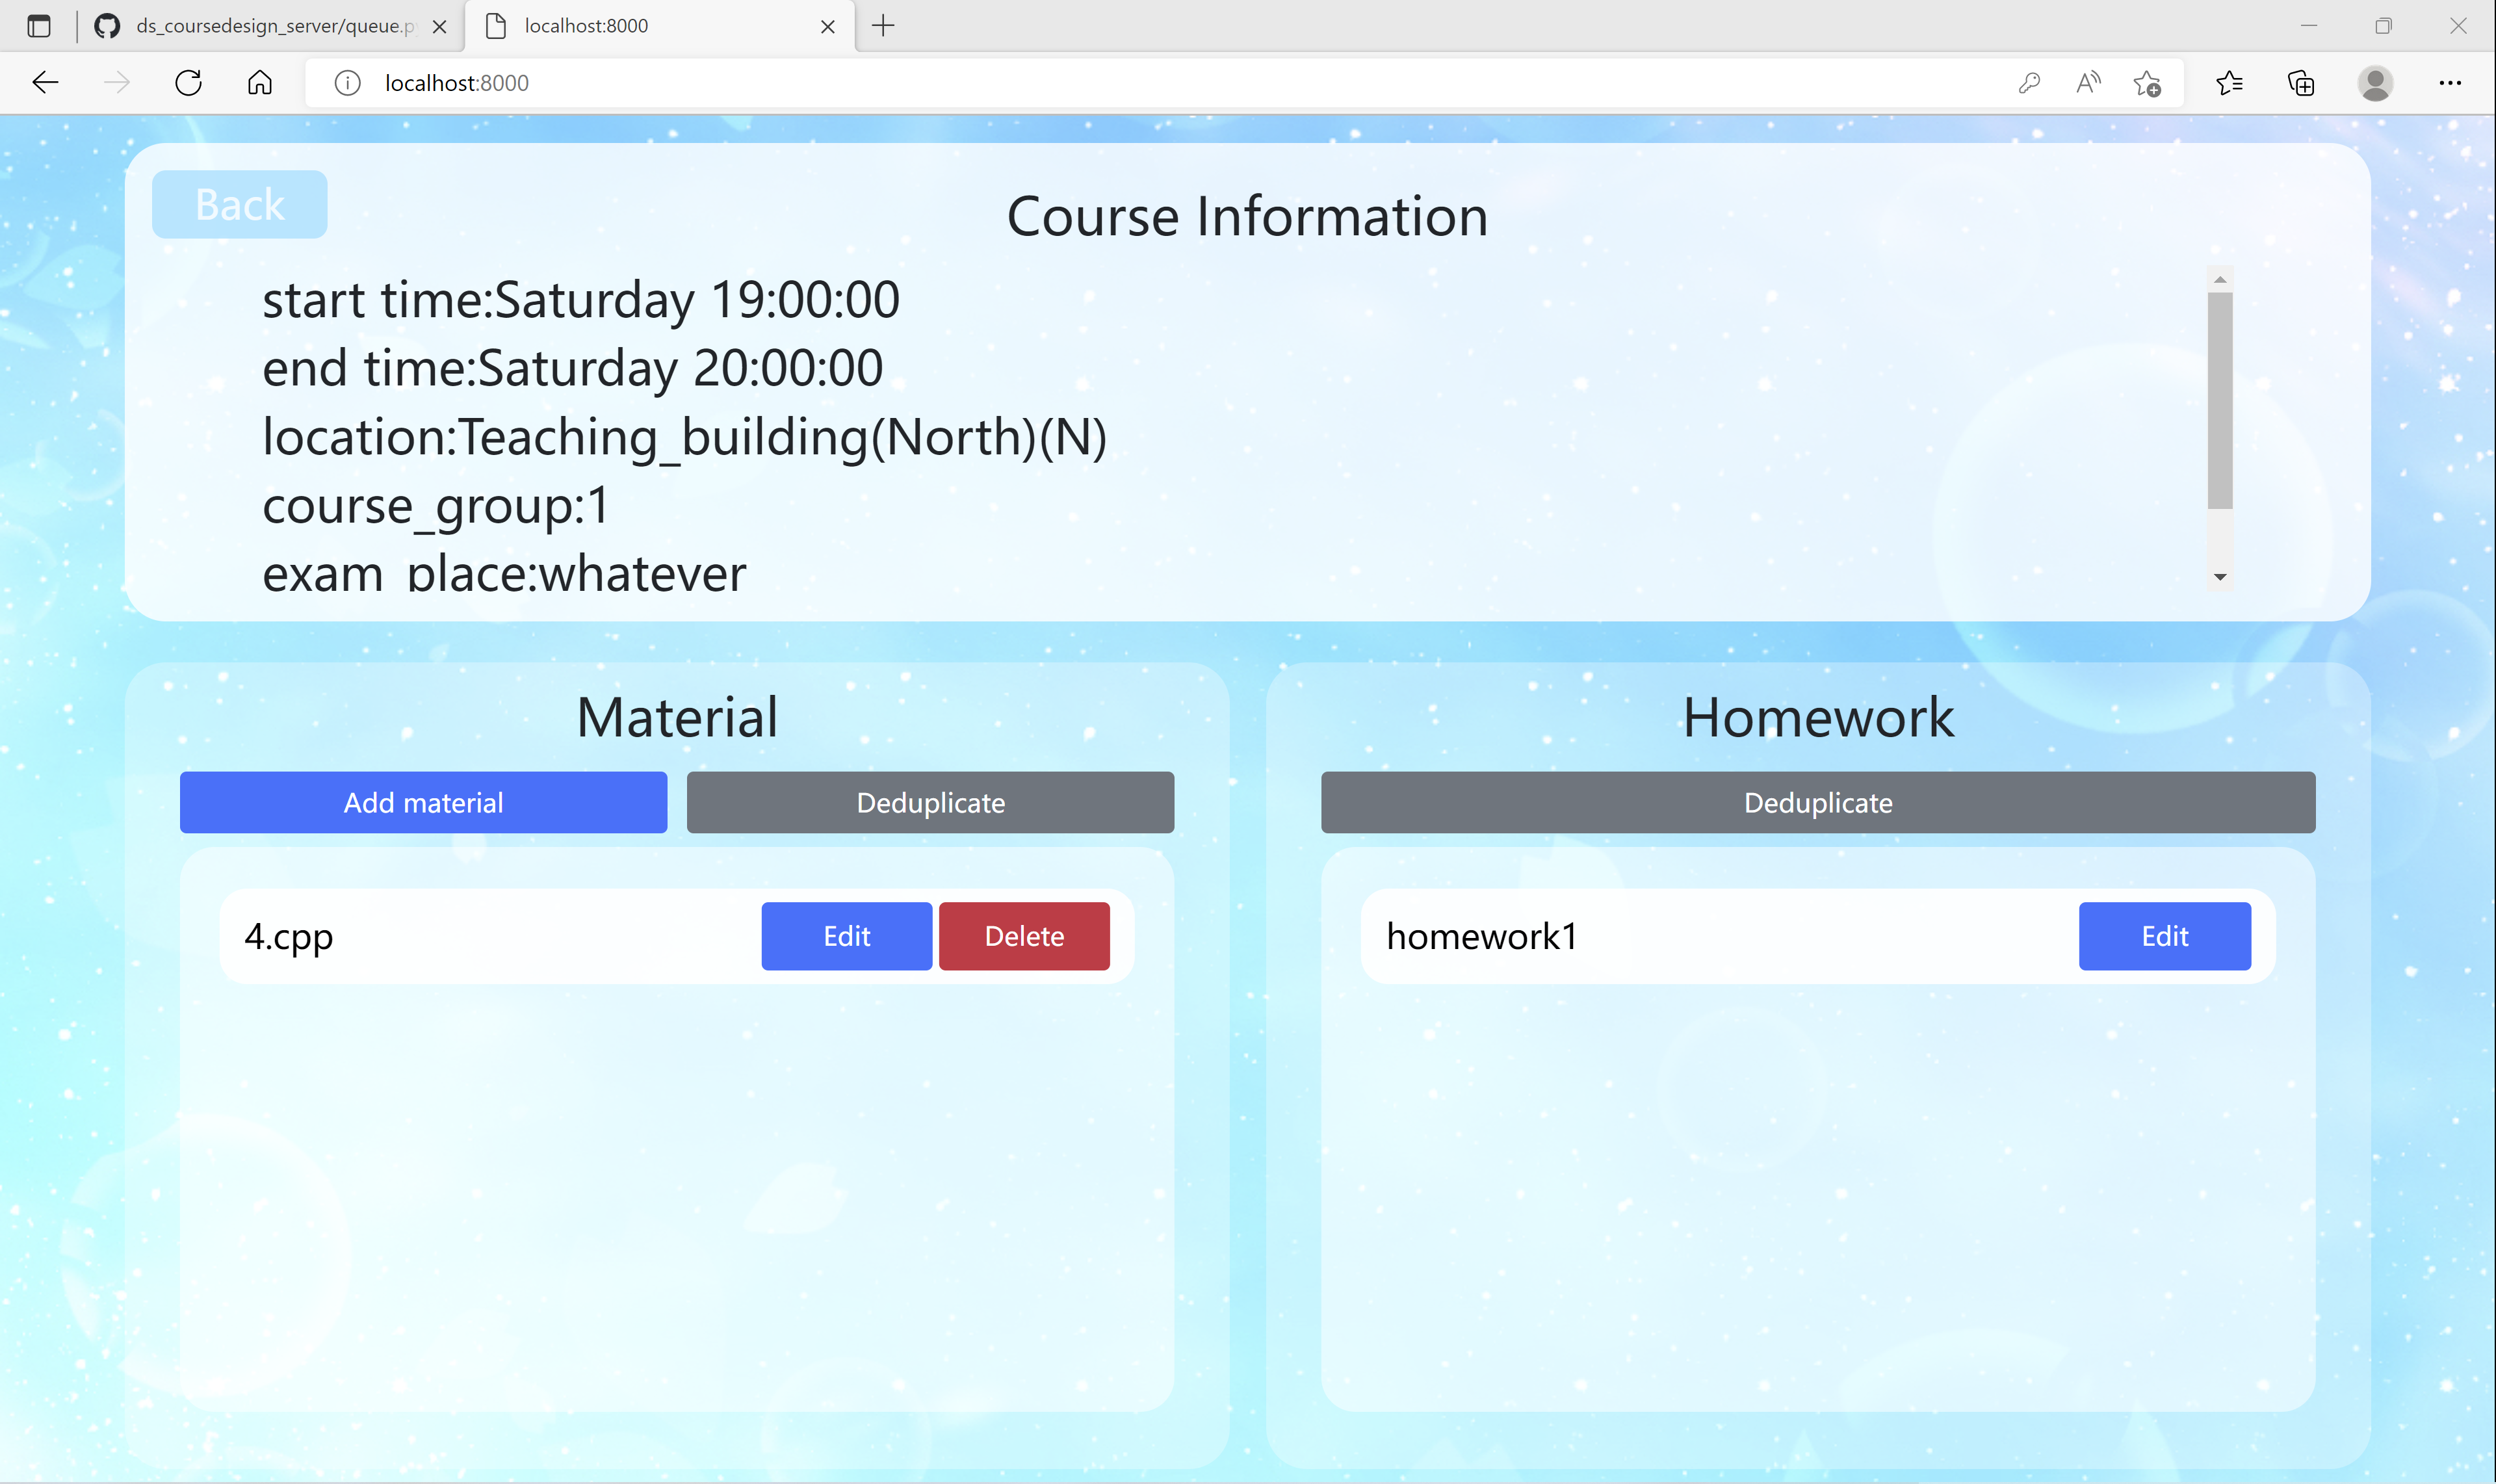 ds_coursedesign_server/queue.p
localhost:8000
localhost:8000
Back
Course Information
start time:Saturday 19:00:00
end time:Saturday 20:00:00
location:Teaching_building(North)(N)
course_group:1
exam_place:whatever
Material
Homework
Add material
Deduplicate
Deduplicate
4.cpp
Edit
Delete
homework1
Edit